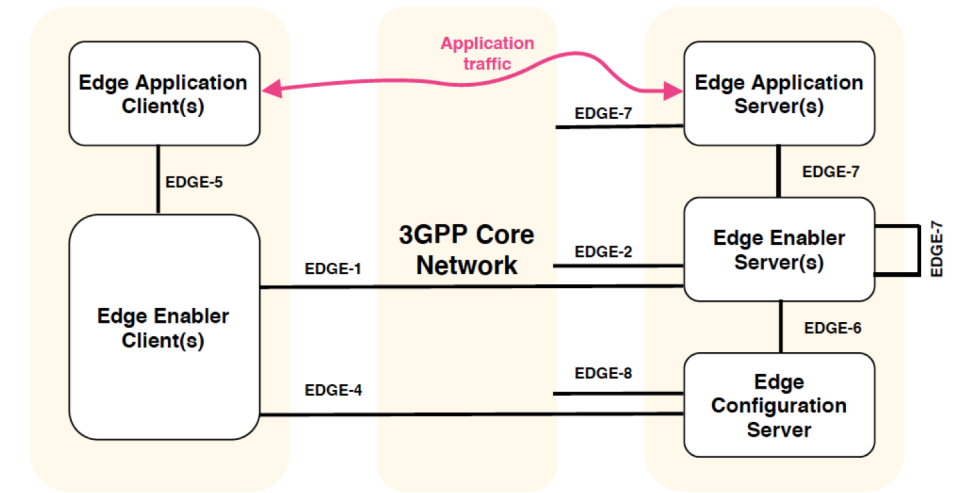 Application
traffic
Edge Application
Client(s)
Edge Application
Server(s)
EDGE-7
EDGE-5
EDGE-7
3GPP Core
Network
Edge Enabler
Server(s)
EDGE-7
EDGE-2
EDGE-1
Edge Enabler
Client(s)
EDGE-6
EDGE-8
EDGE-4
Edge
Configuration
Server